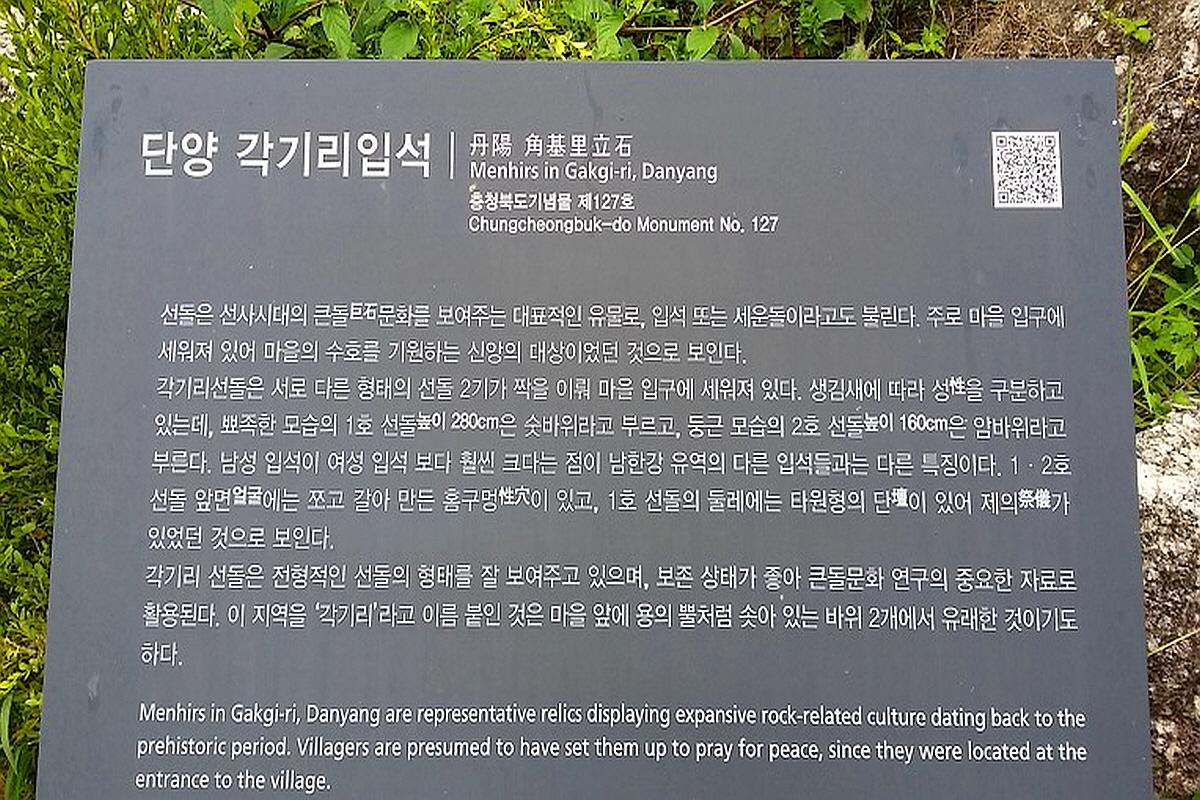 단양 각기리입석
丹陽 角基里立石
Menhirs in Gakgi-ri, Danyang
충청북도기념물 제127호
Chungcheongbuk-do Monument No. 127
선돌은 선사시대의 큰돌巨石문화를 보여주는 대표적인 유물로, 입석 또는 세운돌이라고도 불린다. 주로 마을 입구에
세워져 있어 마을의 수호를 기원하는 신앙의 대상이었던 것으로 보인다.
각기리선돌은 서로 다른 형태의 선돌 2기가 짝을 이뤄 마을 입구에 세워져 있다. 생김새에 따라 성性을 구분하고
있는데, 뾰족한 모습의 1호 선돌높이 280cm은 숫바위라고 부르고, 둥근 모습의 2호 선돌높이 160cm은 암바위라고
부른다. 남성 입석이 여성 입석 보다 훨씬 크다는 점이 남한강 유역의 다른 입석들과는 다른 특징이다. 1 · 2호
선돌 앞면얼굴에는 쪼고 갈아 만든 홈구멍性穴이 있고, 1호 선돌의 둘레에는 타원형의 단壇이 있어 제의祭儀가
있었던 것으로 보인다.
각기리 선돌은 전형적인 선돌의 형태를 잘 보여주고 있으며, 보존 상태가 좋아 큰돌문화 연구의 중요한 자료로
활용된다. 이 지역을 ‘각기리’라고 이름 붙인 것은 마을 앞에 용의 뿔처럼 솟아 있는 바위 2개에서 유래한 것이기도
하다.
Menhirs in Gakgi-ri, Danyang are representative relics displaying expansive rock-related culture dating back to the
prehistoric period. Villagers are presumed to have set them up to pray for peace, since they were located at the
entrance to the village.